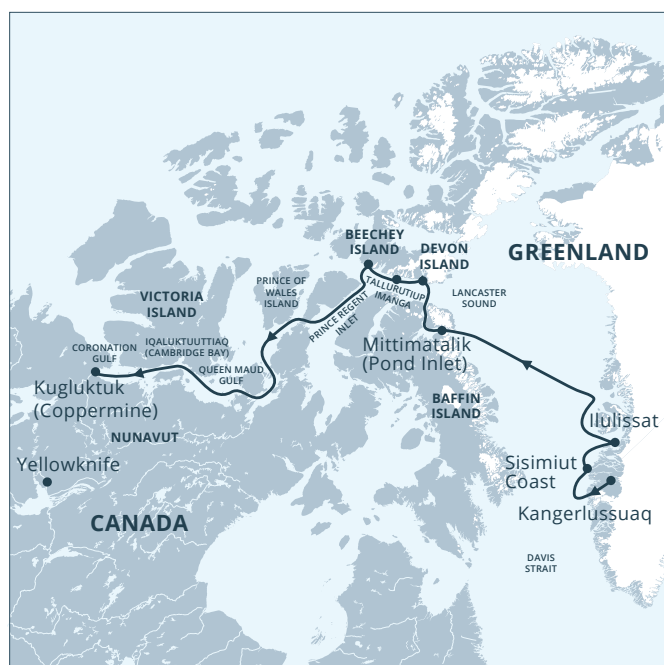 BEECHEY
ISLAND
DEVON
ISLAND
GREENLAND
PRINCE OF
WALES
ISLAND
TALLURUTIUP
IMANGA
LANCASTER
SOUND
VICTORIA
ISLAND
PRINCE REGENT
INLET
CORONATION
GULF
IQALUKTUUTTIAQ
(CAMBRIDGE BAY)
Mittimatalik
(Pond Inlet)
QUEEN MAUD
GULF
Kugluktuk
(Coppermine)
BAFFIN
ISLAND
Ilulissat
NUNAVUT
Yellowknife
Sisimiut
Coast
Kangerlussuaq
CANADA
DAVIS
STRAIT